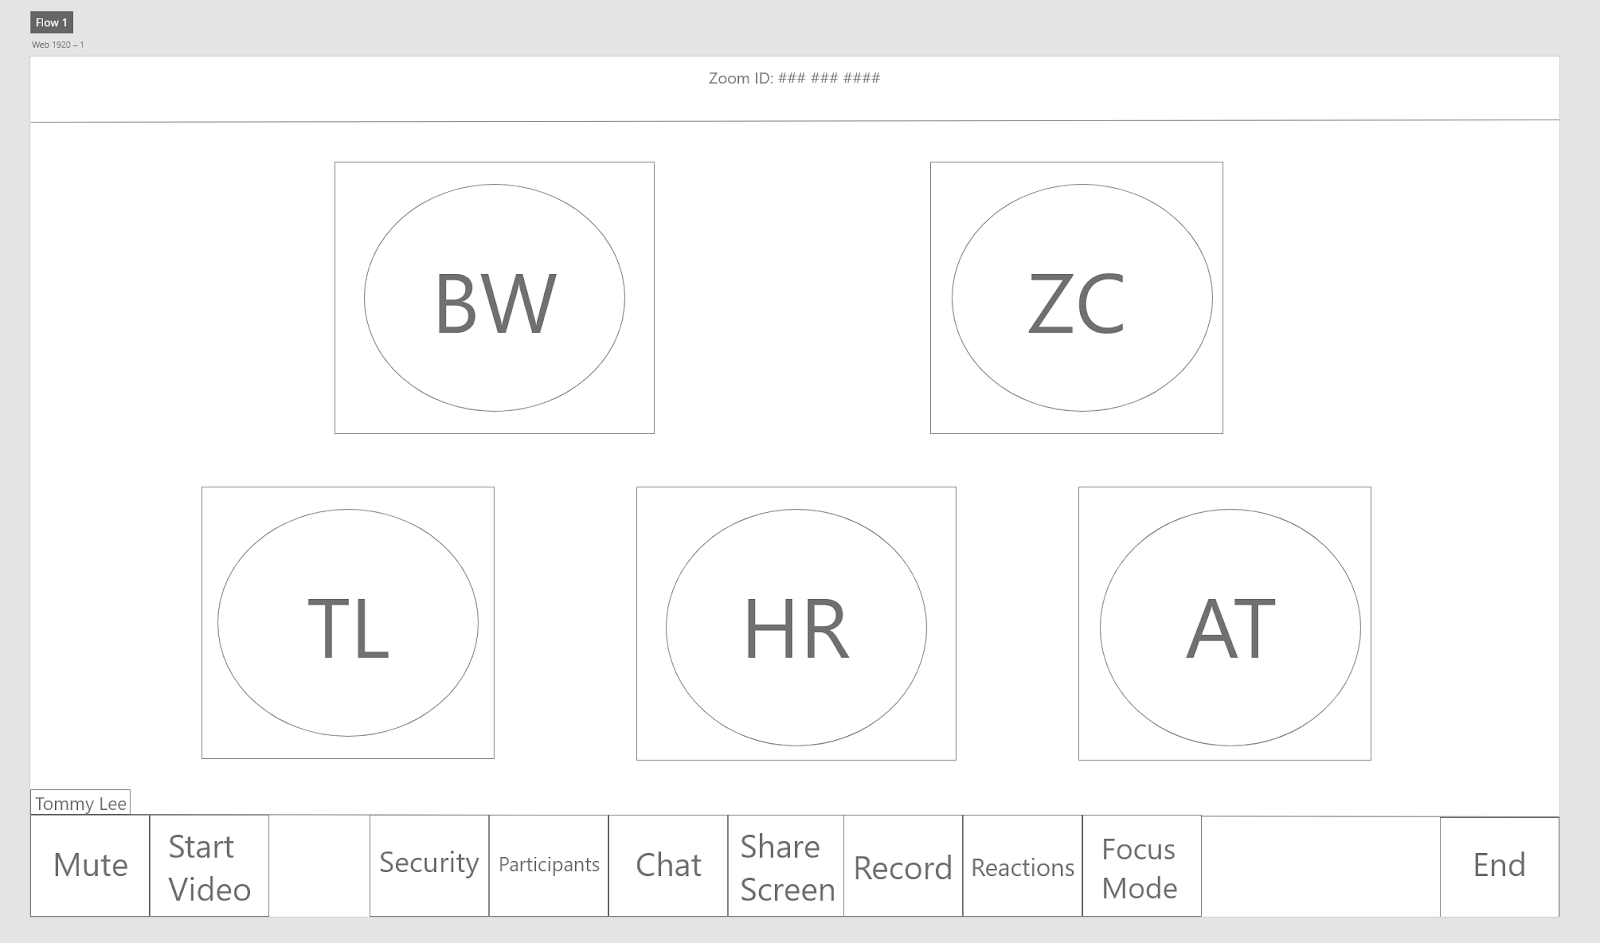 Flow 1
Web 1920 – 1
Zoom ID: ### ### ####
BW
ZC
TL
HR
AT
Tommy Lee
Mute
Start
Video
Security
Participants
Chat
Share
Screen
Record
Reactions
Focus
Mode
End